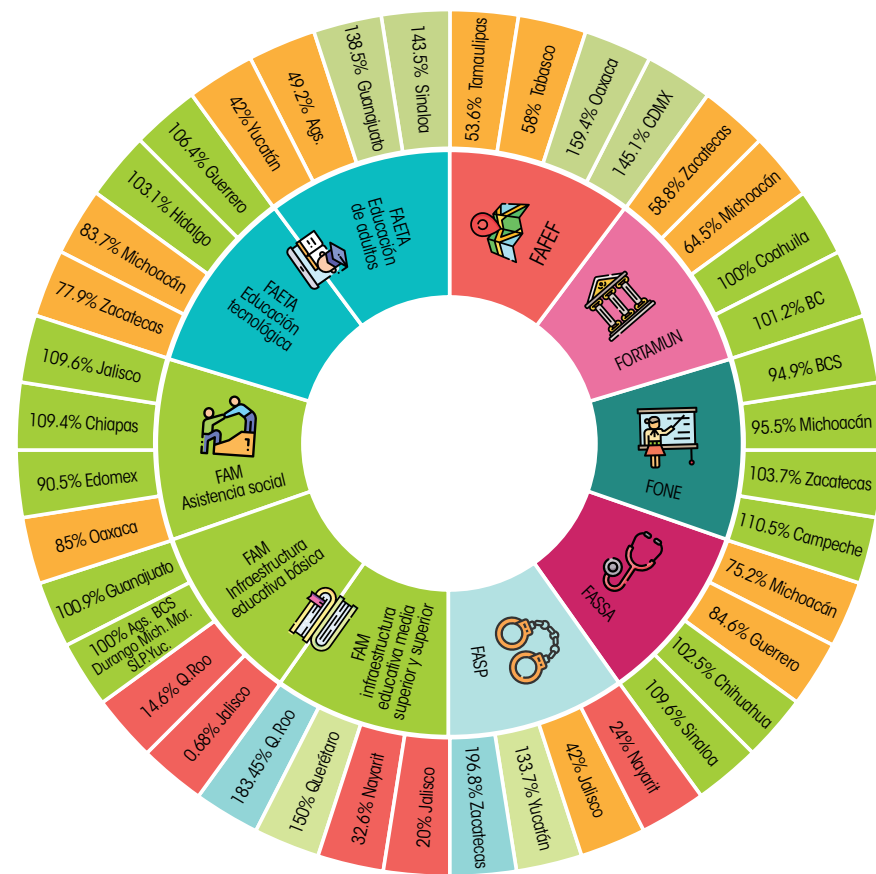 53.6% Tamaulipas
58% Tabasco
159.4% Oaxaca
145.1% CDMX
58.8% Zacatecas
64.5% Michoacán
100% Coahuila
101.2% BC
94.9% BCS
95.5% Michoacán
103.7% Zacatecas
110.5% Campeche
75.2% Michoacán
84.6% Guerrero
102.5% Chihuahua
109.6% Sinaloa
24% Nayarit
42% Jalisco
133.7% Yucatán
196.8% Zacatecas
20% Jalisco
32.6% Nayarit
150% Querétaro
183.45% Q. Roo
0.68% Jalisco
14.6% Q.Roo
100% Ags. BCS
Durango Mich. Mor.
SLP.Yuc.
100.9% Guanajuato
85% Oaxaca
90.5% Edomex
109.4% Chiapas
109.6% Jalisco
77.9% Zacatecas
83.7% Michoacán
103.1% Hidalgo
106.4% Guerrero
42% Yucatán
49.2% Ags.
138.5% Guanajuato
143.5% Sinaloa
FAFEF
FORTAMUN
FONE
FASSA
FASP
FAM
infraestructura
educativa media
superior y superior
FAM
Infraestructura
educativa básica
FAM
Asistencia social
FAETA
Educación
tecnológica
FAETA
Educación
de adultos